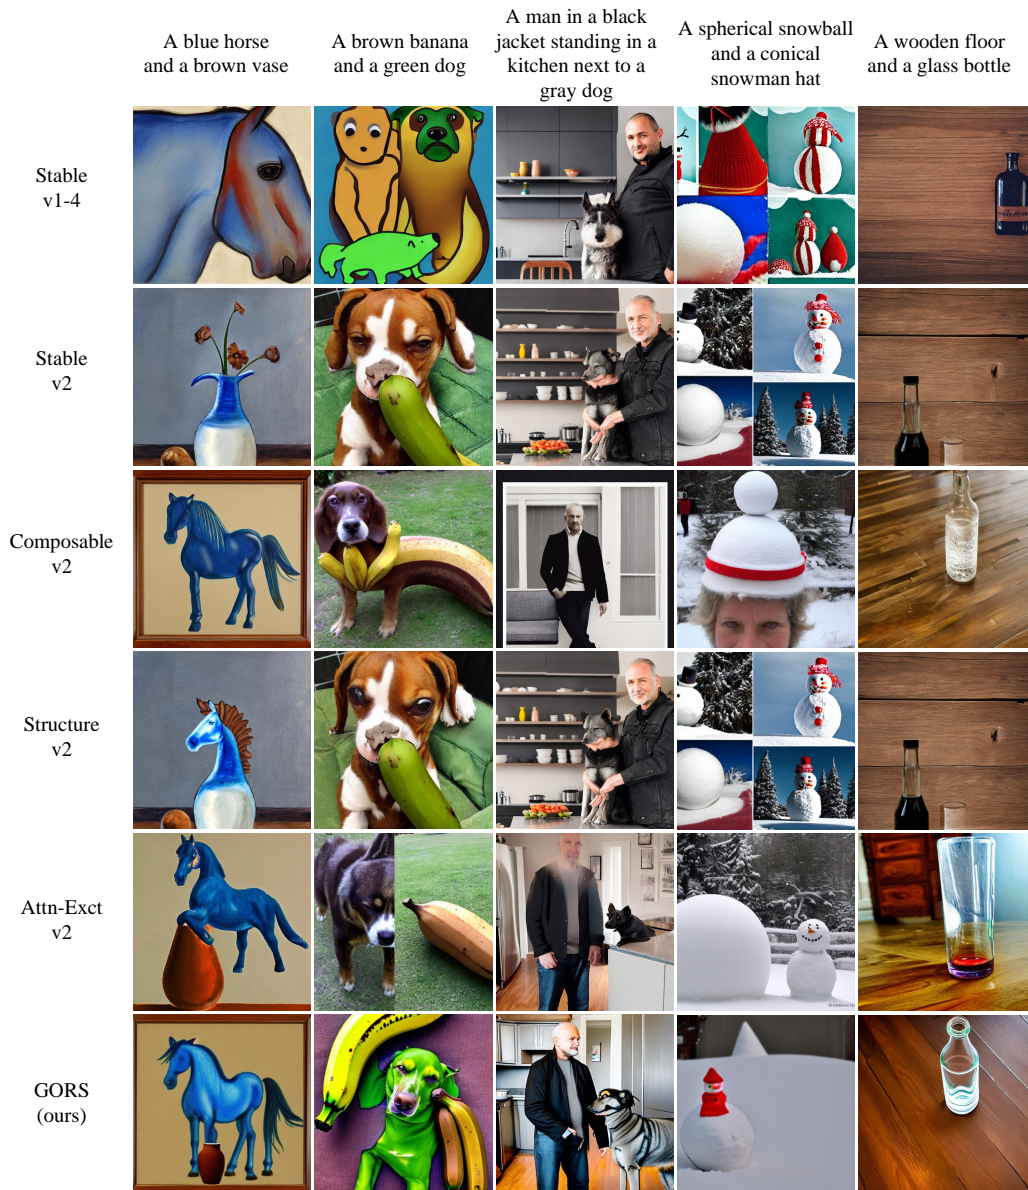 A blue horse
and a brown vase
A brown banana
and a green dog
A man in a black
jacket standing in a
kitchen next to a
gray dog
A spherical snowball
and a conical
snowman hat
A wooden floor
and a glass bottle
Stable
v1-4
Stable
v2
Composable
v2
Structure
v2
Attn-Exct
v2
GORS
(ours)